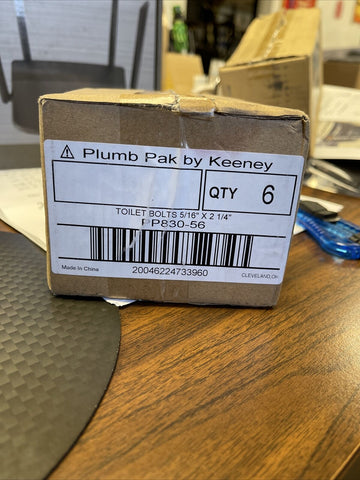 Plumb Pak by Keeney
QTY 6
TOILET BOLTS 5/16" X 2 1/4"
PP830-56
Made in China
20046224733960
CLEVELAND,OH